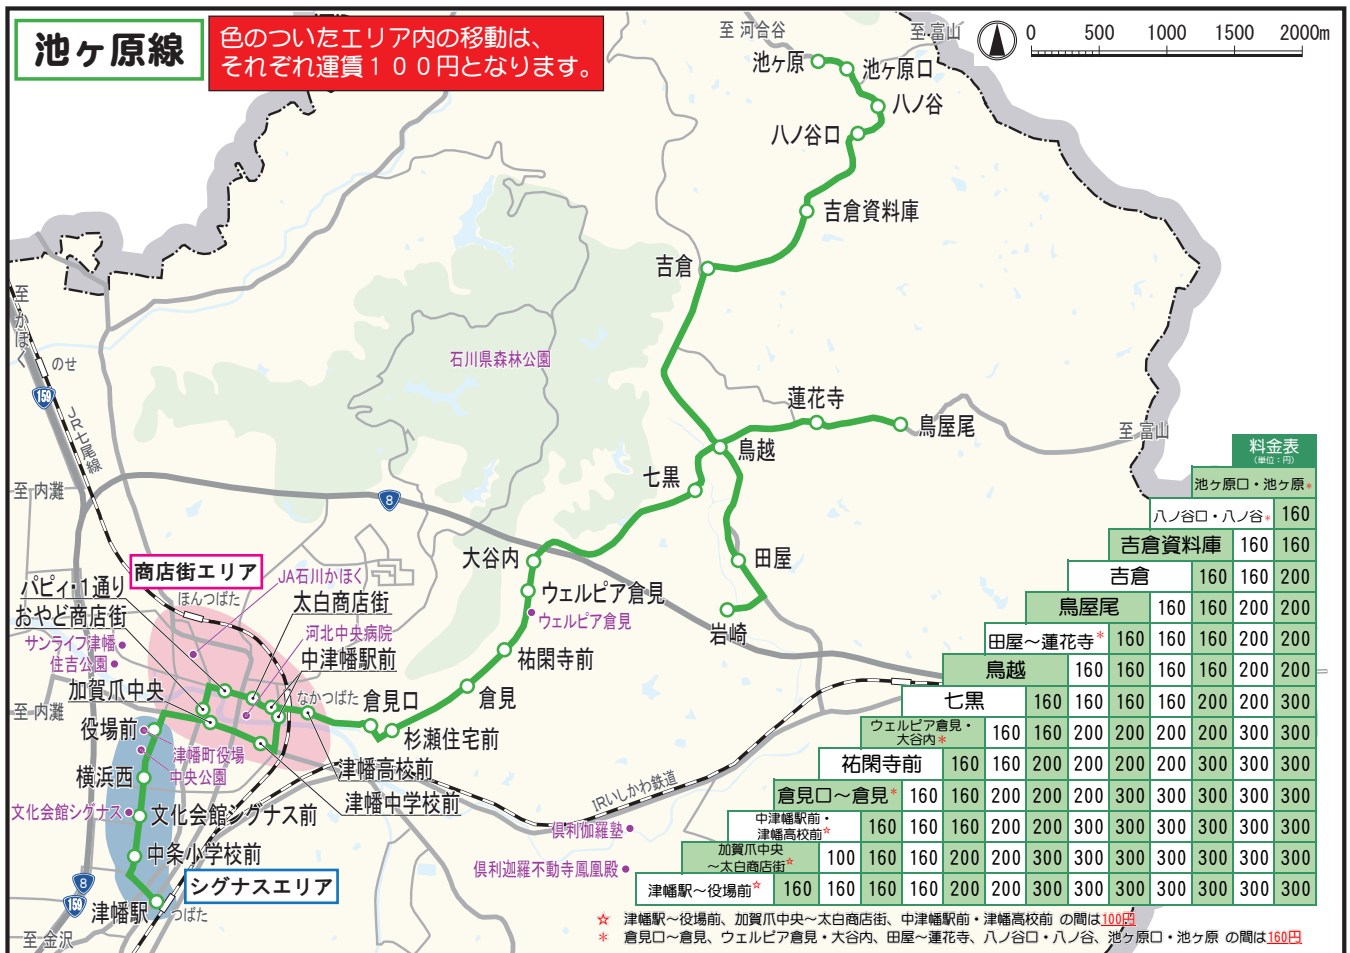 池ヶ原線
色のついたエリア内の移動は、
それぞれ運賃１００円となります。
至 河合谷
至 富山
0 500 1000 1500 2000m
池ヶ原
池ヶ原口
八ノ谷
八ノ谷口
吉倉資料庫
吉倉
至かほく
のせ
159
JR七尾線
石川県森林公園
蓮花寺
鳥屋尾
至 富山
鳥越
七黒
至 内灘
8
大谷内
田屋
ウェルピア倉見
ウェルピア倉見
岩崎
商店街エリア
JA石川かほく
パピィ・1通り
ほんつばた
太白商店街
おやど商店街
河北中央病院
サンライフ津幡
住吉公園
中津幡駅前
祐閑寺前
加賀爪中央
なかつばた
倉見口
倉見
至 内灘
役場前
杉瀬住宅前
津幡町役場
中央公園
津幡高校前
横浜西
津幡中学校前
IRいしかわ鉄道
文化会館シグナス
文化会館シグナス前
倶利伽羅塾
中条小学校前
倶利迦羅不動寺鳳凰殿
シグナスエリア
8
159
津幡駅
つばた
至 金沢
料金表
（単位：円）
池ヶ原口・池ヶ原*
八ノ谷口・八ノ谷* 160
吉倉資料庫 160 160
吉倉 160 160 200
鳥屋尾 160 160 200 200
田屋～蓮花寺* 160 160 160 200 200
鳥越 160 160 160 160 200 200
七黒 160 160 160 160 200 200 300
ウェルピア倉見・
大谷内* 160 160 200 200 200 200 300 300
祐閑寺前 160 160 200 200 200 200 300 300 300
倉見口～倉見* 160 160 200 200 200 300 300 300 300 300
中津幡駅前・
津幡高校前☆ 160 160 160 200 200 300 300 300 300 300 300
加賀爪中央
～太白商店街☆ 100 160 160 200 200 300 300 300 300 300 300 300
津幡駅～役場前☆ 160 160 160 160 200 200 300 300 300 300 300 300 300
☆ 津幡駅～役場前、加賀爪中央～太白商店街、中津幡駅前・津幡高校前 の間は100円
* 倉見口～倉見、ウェルピア倉見・大谷内、田屋～蓮花寺、八ノ谷口・八ノ谷、池ヶ原口・池ヶ原 の間は160円